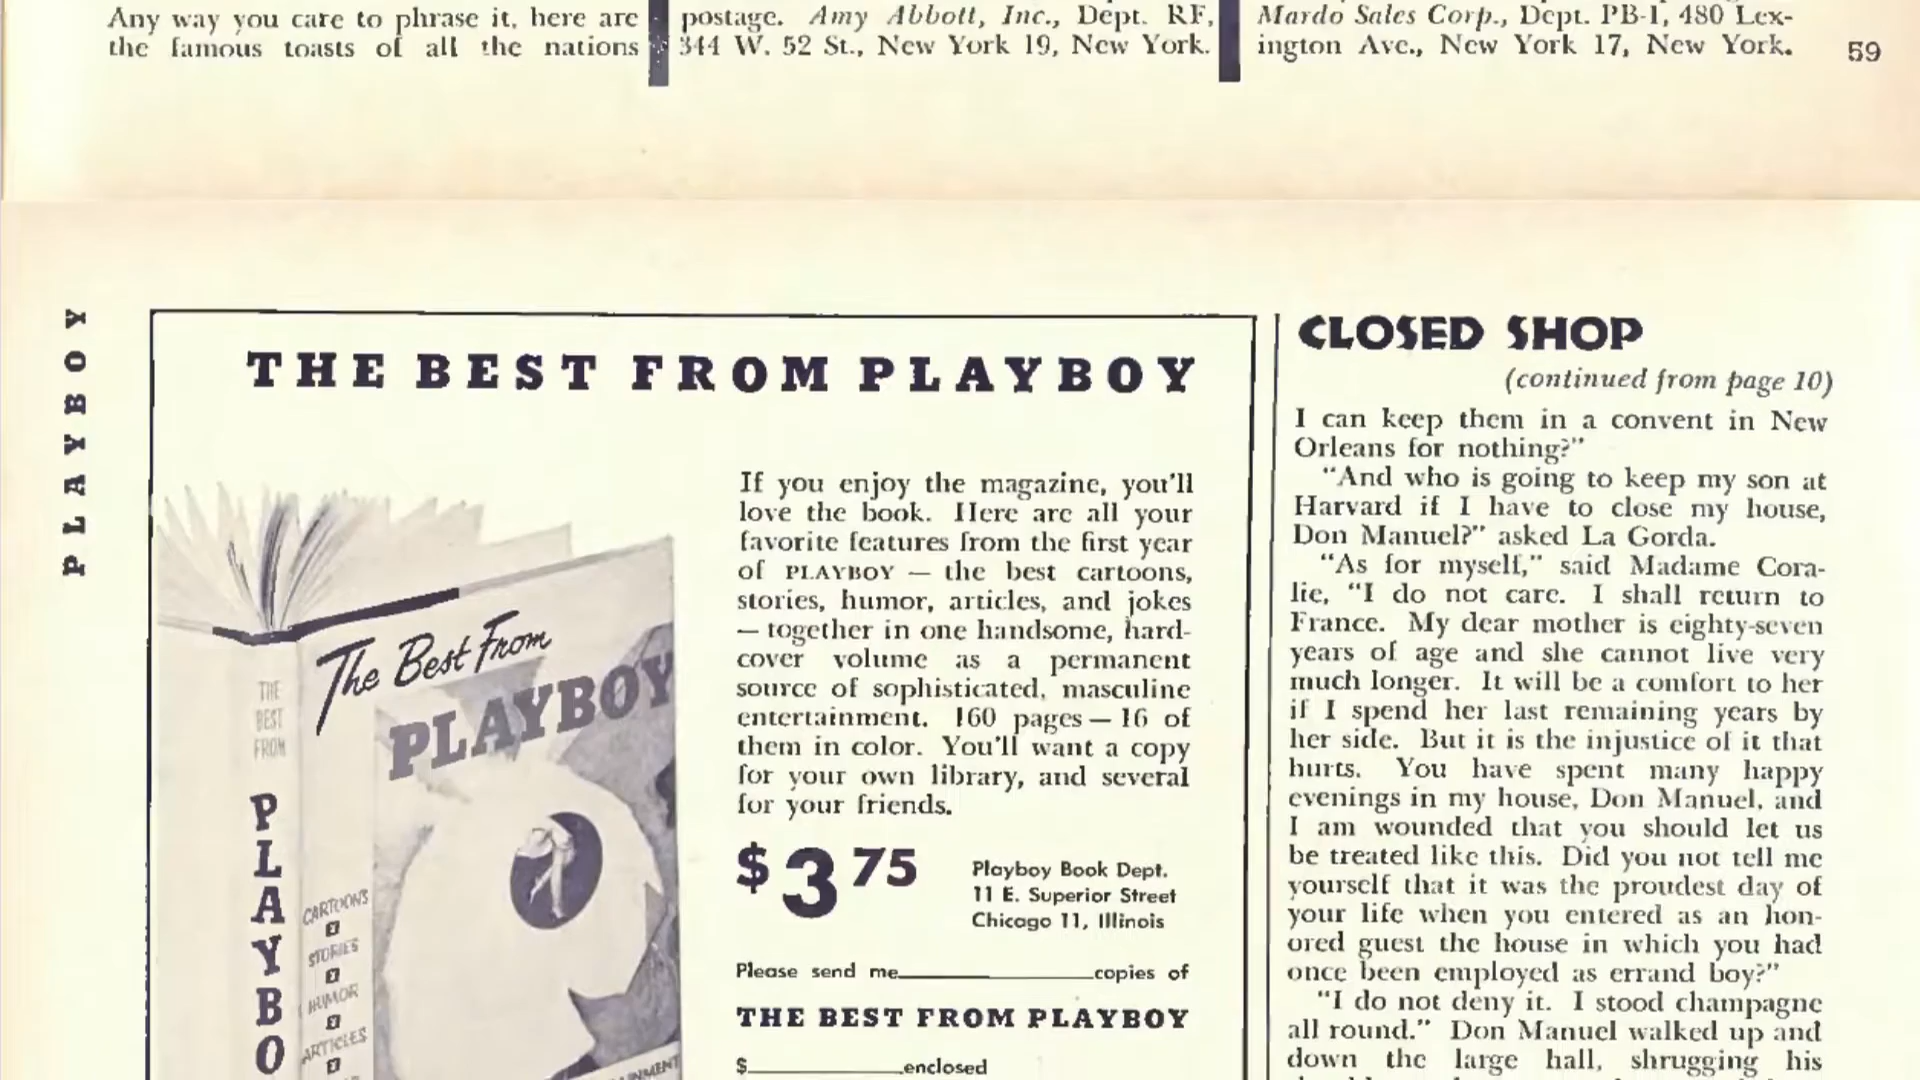 Any way you care to phrase it, here are
the famous toasts of all the nations
postage. Amy Abbott, Inc., Dept. RF,
344 W. 52 St., New York 19, New York.
Mardo Sales Corp., Dept. PB-1, 480 Lex-
ington Ave., New York 17, New York.
59
PLAYBOY
THE BEST FROM PLAYBOY
The Best From
PLAYBOY
THE
BEST
FROM
PLAYBO
CARTOONS
STORIES
HUMOR
ARTICLES
If you enjoy the magazine, you'll
love the book. Here are all your
favorite features from the first year
of PLAYBOY — the best cartoons,
stories, humor, articles, and jokes
— together in one handsome, hard-
cover volume as a permanent
source of sophisticated, masculine
entertainment. 160 pages — 16 of
them in color. You'll want a copy
for your own library, and several
for your friends.
$3 75
Playboy Book Dept.
11 E. Superior Street
Chicago 11, Illinois
Please send me__________copies of
THE BEST FROM PLAYBOY
$__________enclosed
CLOSED SHOP
(continued from page 10)
I can keep them in a convent in New
Orleans for nothing?"
"And who is going to keep my son at
Harvard if I have to close my house,
Don Manuel?" asked La Gorda.
"As for myself," said Madame Cora-
lie, "I do not care. I shall return to
France. My dear mother is eighty-seven
years of age and she cannot live very
much longer. It will be a comfort to her
if I spend her last remaining years by
her side. But it is the injustice of it that
hurts. You have spent many happy
evenings in my house, Don Manuel, and
I am wounded that you should let us
be treated like this. Did you not tell me
yourself that it was the proudest day of
your life when you entered as an hon-
ored guest the house in which you had
once been employed as errand boy?"
"I do not deny it. I stood champagne
all round." Don Manuel walked up and
down the large hall, shrugging his